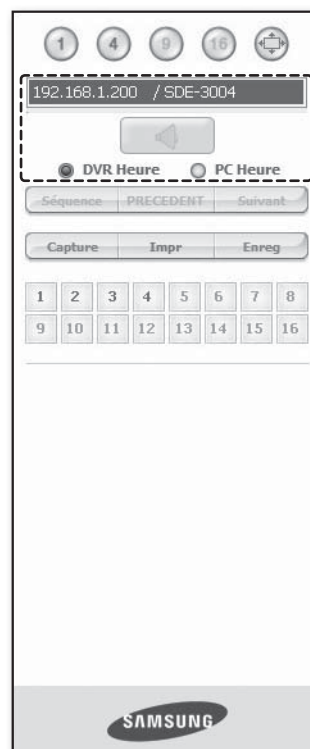 1 4 9 16
192.168.1.200 / SDE-3004
DVR Heure PC Heure
Séquence PRECEDENT Suivant
Capture Impr Enreg
1 2 3 4 5 6 7 8
9 10 11 12 13 14 15 16
SAMSUNG